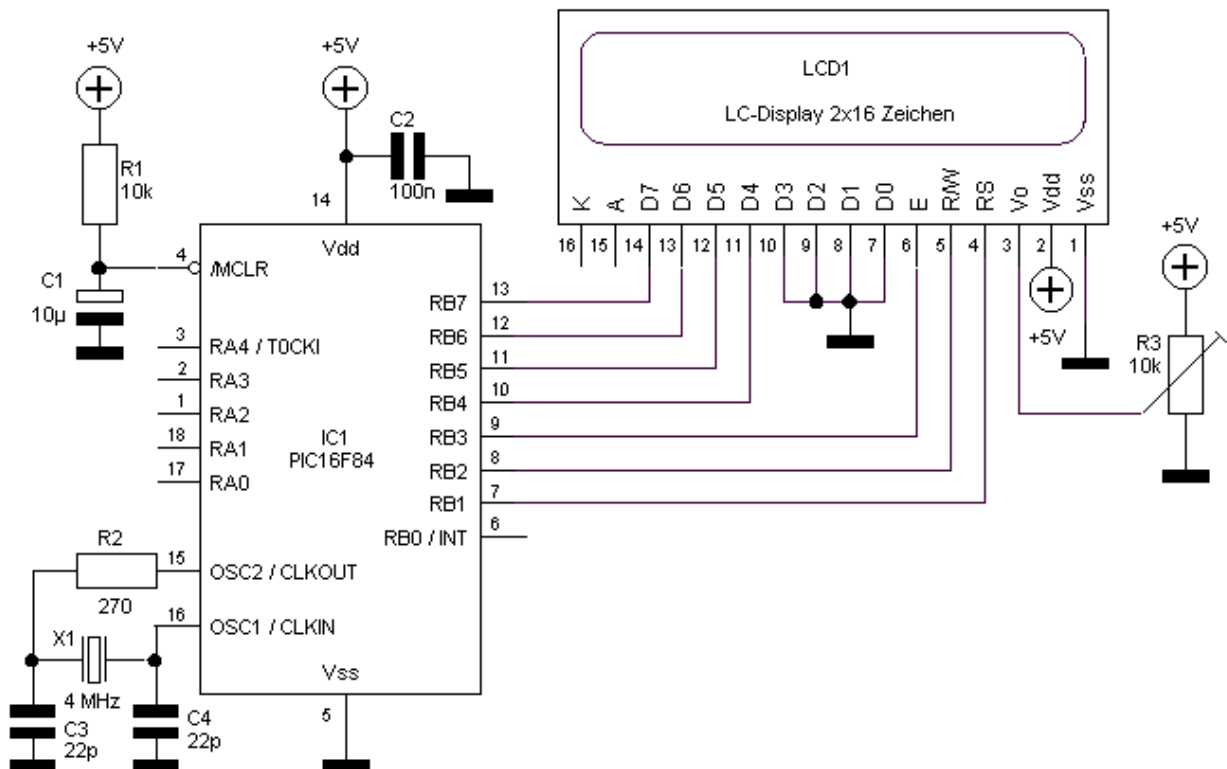 +5V
R1
10k
C1
10µ
+5V
C2
100n
14
LCD1
LC-Display 2x16 Zeichen
K
A
D7
D6
D5
D4
D3
D2
D1
D0
E
R/W
RS
Vo
Vdd
Vss
16
15
14
13
12
11
10
9
8
7
6
5
4
3
2
1
+5V
+5V
R3
10k
Vdd
4
/MCLR
3
RA4 / T0CKI
2
RA3
1
RA2
18
RA1
17
RA0
IC1
PIC16F84
RB7
13
RB6
12
RB5
11
RB4
10
RB3
9
RB2
8
RB1
7
RB0 / INT
6
R2
270
15
OSC2 / CLKOUT
16
OSC1 / CLKIN
X1
4 MHz
C3
22p
C4
22p
Vss
5